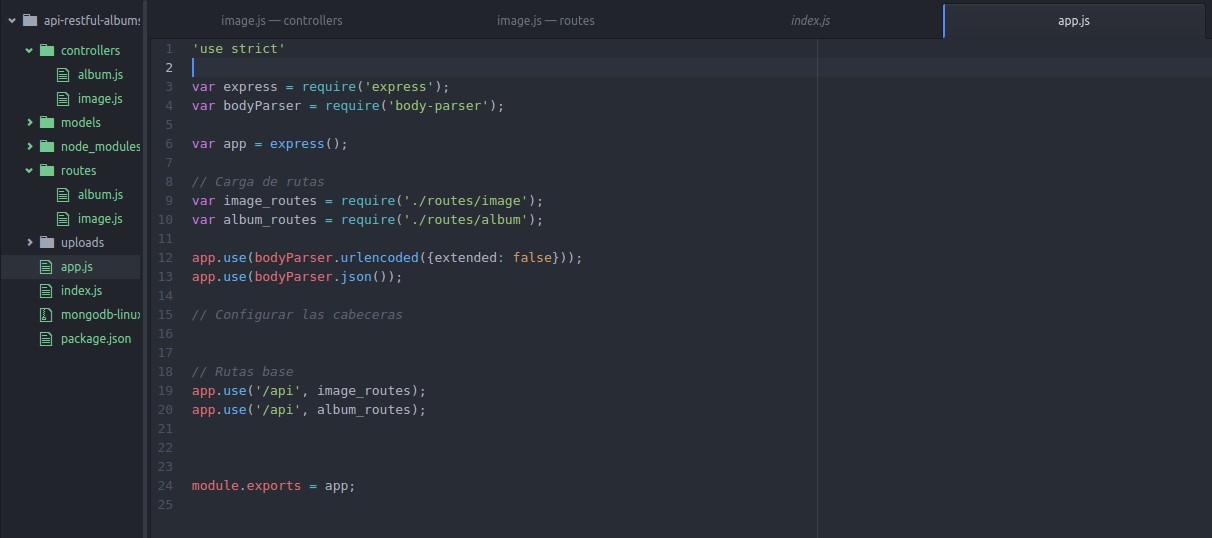 api-restful-albums
controllers
album.js
image.js
models
node_modules
routes
album.js
image.js
uploads
app.js
index.js
mongodb-linux
package.json
image.js — controllers
image.js — routes
index.js
app.js
1 'use strict'
2
3 var express = require('express');
4 var bodyParser = require('body-parser');
5
6 var app = express();
7
8 // Carga de rutas
9 var image_routes = require('./routes/image');
10 var album_routes = require('./routes/album');
11
12 app.use(bodyParser.urlencoded({extended: false}));
13 app.use(bodyParser.json());
14
15 // Configurar las cabeceras
16
17
18 // Rutas base
19 app.use('/api', image_routes);
20 app.use('/api', album_routes);
21
22
23
24 module.exports = app;
25